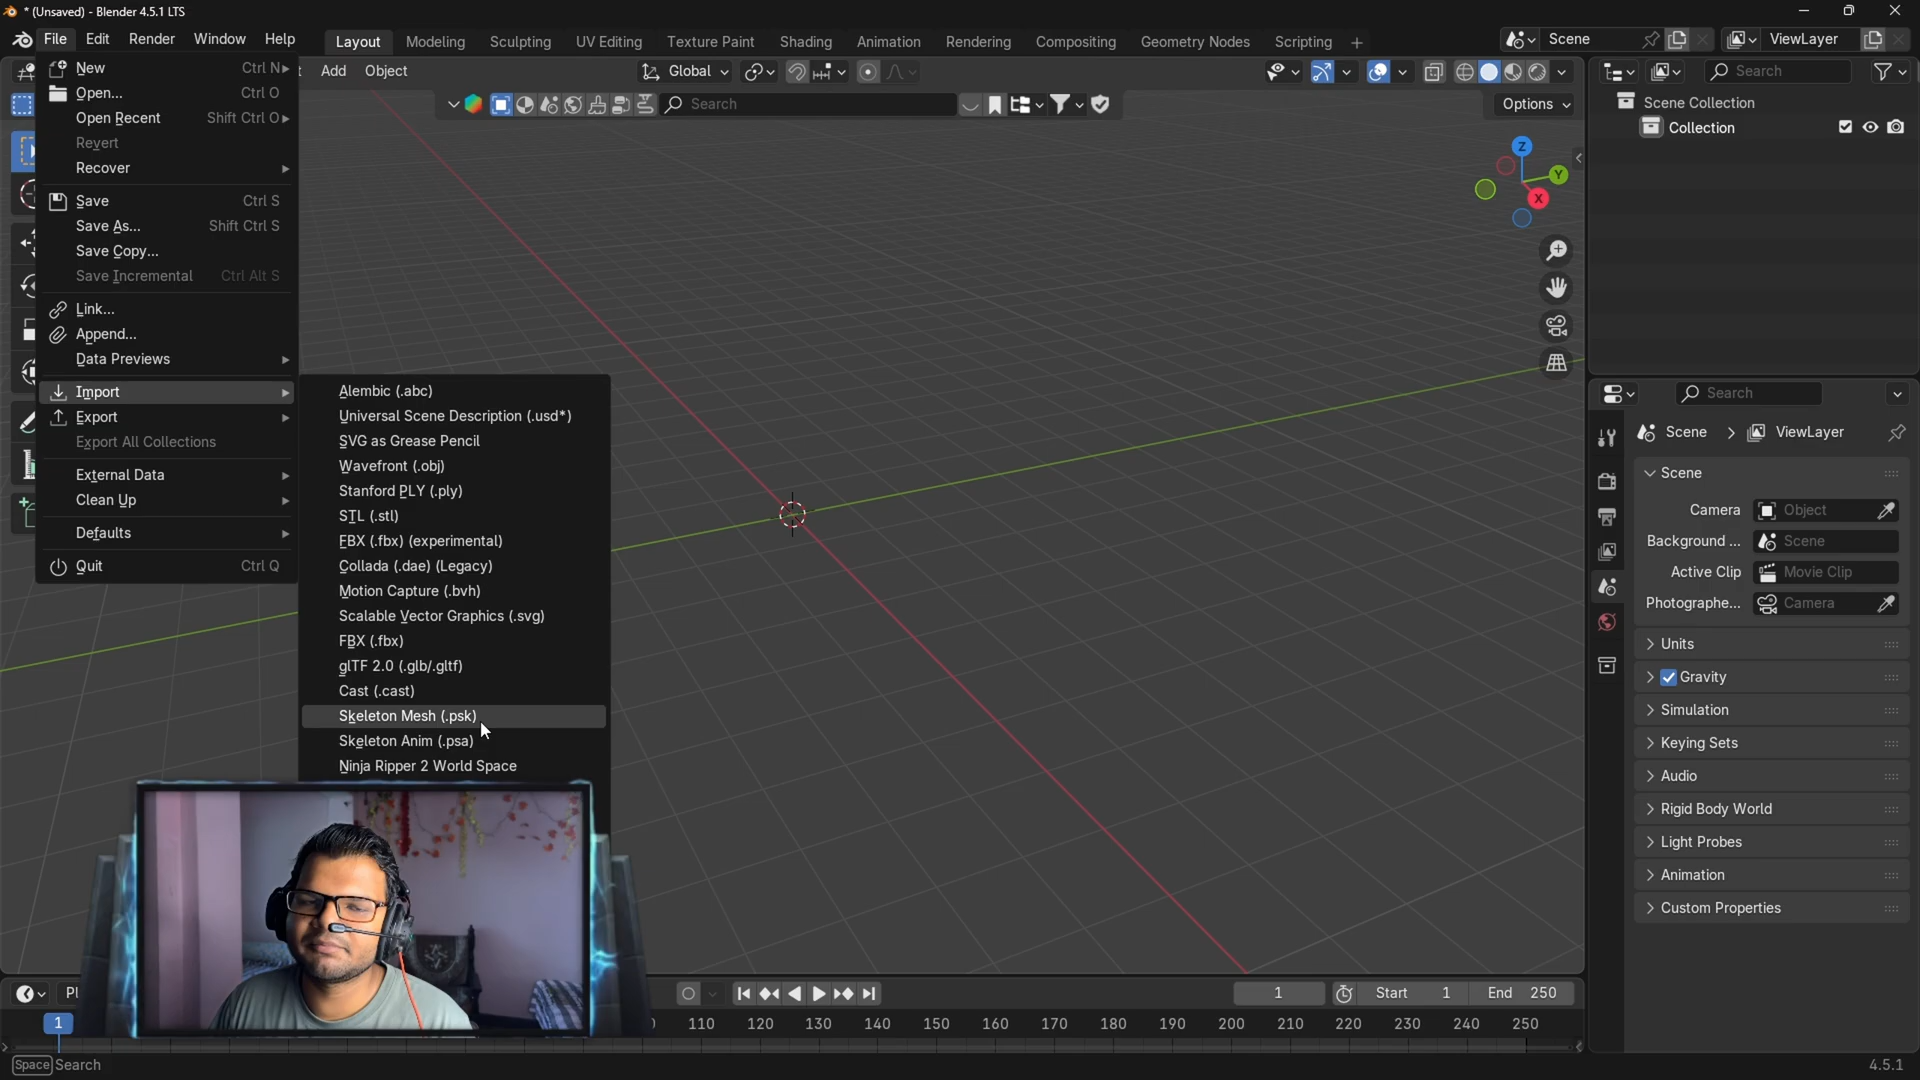 * (Unsaved) - Blender 4.5.1 LTS
File Edit Render Window Help
Layout Modeling Sculpting UV Editing Texture Paint Shading Animation Rendering Compositing Geometry Nodes Scripting +
Scene
ViewLayer
Add Object
Global
Search
Options
Search
Scene Collection
Collection
New Ctrl N
Open... Ctrl O
Open Recent Shift Ctrl O
Revert
Recover
Save Ctrl S
Save As... Shift Ctrl S
Save Copy...
Save Incremental Ctrl Alt S
Link...
Append...
Data Previews
Import
Export
Export All Collections
External Data
Clean Up
Defaults
Quit Ctrl Q
Alembic (.abc)
Universal Scene Description (.usd*)
SVG as Grease Pencil
Wavefront (.obj)
Stanford PLY (.ply)
STL (.stl)
FBX (.fbx) (experimental)
Collada (.dae) (Legacy)
Motion Capture (.bvh)
Scalable Vector Graphics (.svg)
FBX (.fbx)
glTF 2.0 (.glb/.gltf)
Cast (.cast)
Skeleton Mesh (.psk)
Skeleton Anim (.psa)
Ninja Ripper 2 World Space
Z
Y
X
Search
Scene > ViewLayer
Scene
Camera Object
Background ... Scene
Active Clip Movie Clip
Photographe... Camera
Units
Gravity
Simulation
Keying Sets
Audio
Rigid Body World
Light Probes
Animation
Custom Properties
1
Start 1
End 250
1
110 120 130 140 150 160 170 180 190 200 210 220 230 240 250
Space Search
4.5.1